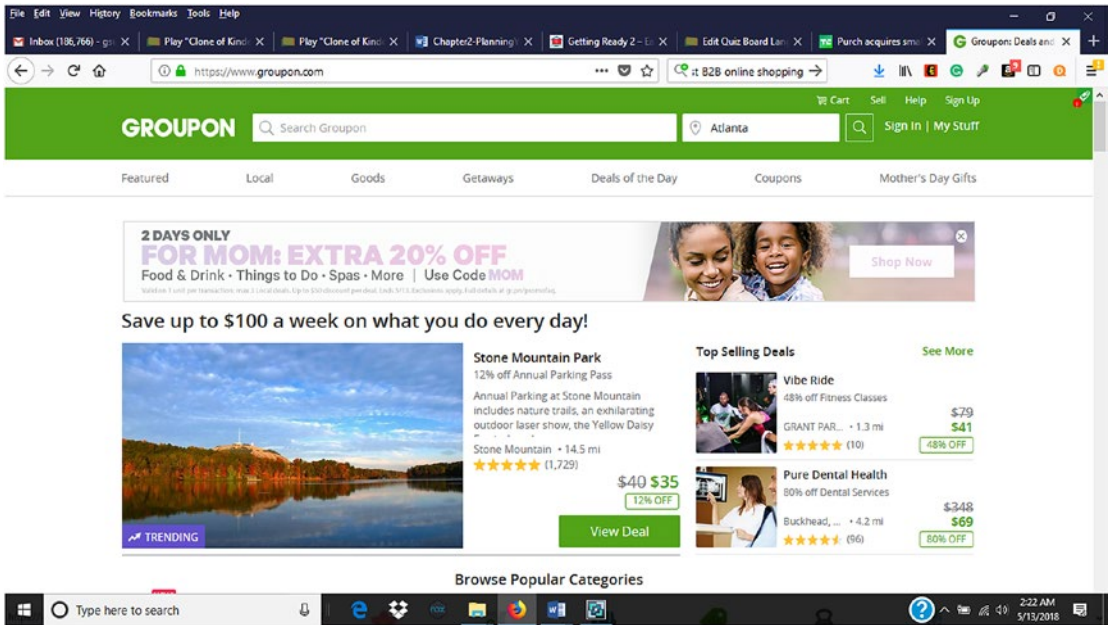 File Edit View History Bookmarks Tools Help
Inbox (186,766) - gs
Play "Clone of Kind
Play "Clone of Kind
Chapter2-Planning
Getting Ready 2 – E
Edit Quiz Board Lan
Purch acquires sma
Groupon: Deals and
https://www.groupon.com
st B2B online shopping
Cart Sell Help Sign Up
GROUPON
Search Groupon
Atlanta
Sign In | My Stuff
Featured Local Goods Getaways Deals of the Day Coupons Mother's Day Gifts
2 DAYS ONLY
FOR MOM: EXTRA 20% OFF
Food & Drink · Things to Do · Spas · More | Use Code MOM
Shop Now
Save up to $100 a week on what you do every day!
TRENDING
Stone Mountain Park
12% off Annual Parking Pass
Annual Parking at Stone Mountain
includes nature trails, an exhilarating
outdoor laser show, the Yellow Daisy
Stone Mountain • 14.5 mi
(1,729)
$40 $35
12% OFF
View Deal
Top Selling Deals See More
Vibe Ride
48% off Fitness Classes
$79
GRANT PAR... • 1.3 mi $41
(10) 48% OFF
Pure Dental Health
80% off Dental Services
$348
Buckhead, ... • 4.2 mi $69
(96) 80% OFF
Browse Popular Categories
Type here to search
2:22 AM
5/13/2018